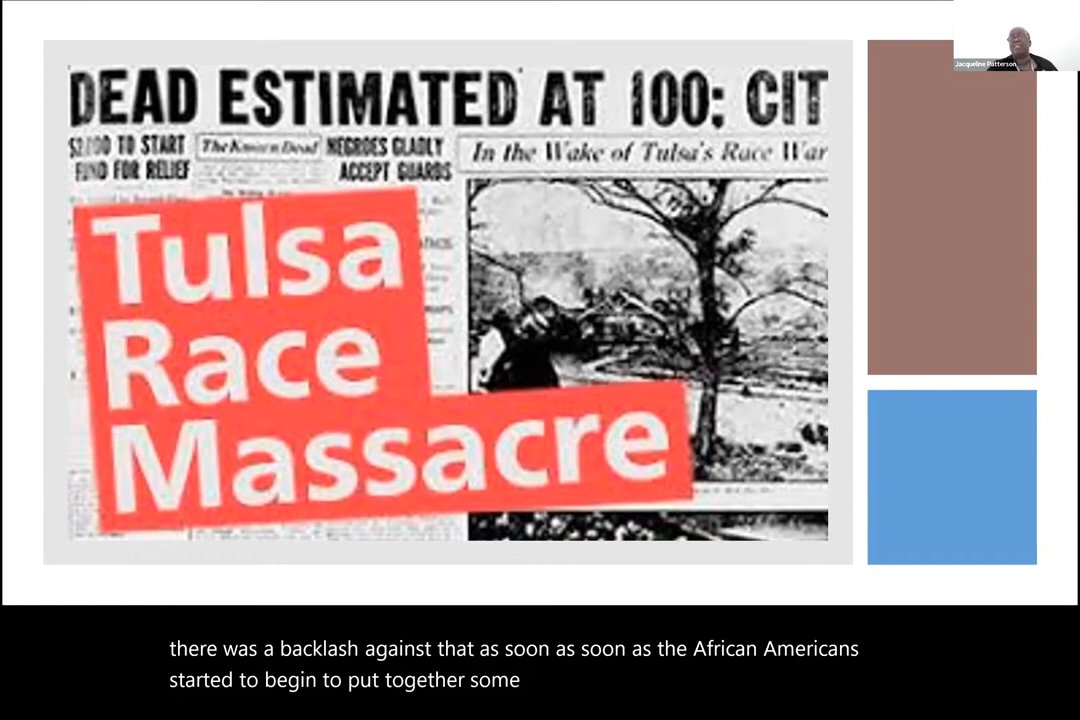 Jacqueline Patterson
DEAD ESTIMATED AT 100; CIT
TO START
FUND FOR RELIEF
The Known Dead
NEGROES GLADLY
ACCEPT GUARDS
In the Wake of Tulsa's Race War
Tulsa
Race
Massacre
there was a backlash against that as soon as soon as the African Americans
started to begin to put together some